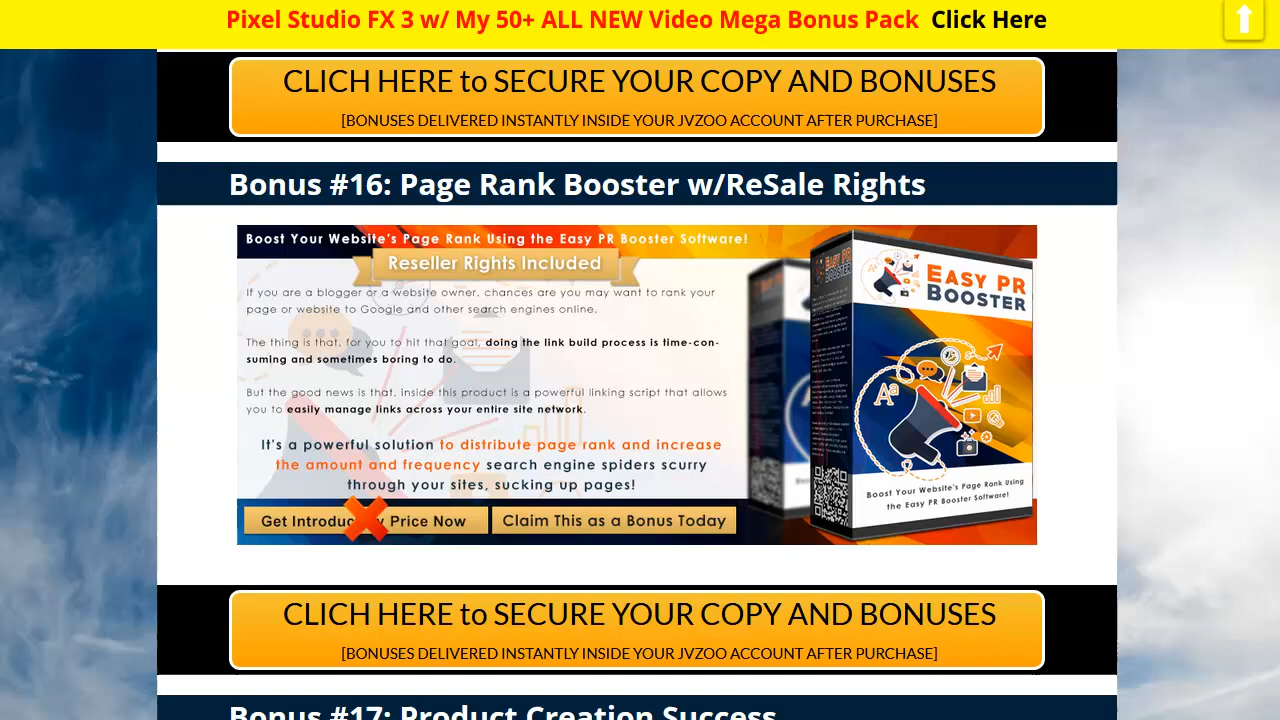 Pixel Studio FX 3 w/ My 50+ ALL NEW Video Mega Bonus Pack Click Here
CLICH HERE to SECURE YOUR COPY AND BONUSES
[BONUSES DELIVERED INSTANTLY INSIDE YOUR JVZOO ACCOUNT AFTER PURCHASE]
Bonus #16: Page Rank Booster w/ReSale Rights
Boost Your Website's Page Rank Using the Easy PR Booster Software!
Reseller Rights Included
If you are a blogger or a website owner, chances are you may want to rank your
page or website to Google and other search engines online.
The thing is that, for you to hit that goal, doing the link build process is time-con-
suming and sometimes boring to do.
But the good news is that, inside this product is a powerful linking script that allows
you to easily manage links across your entire site network.
It's a powerful solution to distribute page rank and increase
the amount and frequency search engine spiders scurry
through your sites, sucking up pages!
Get Introduc y Price Now
Claim This as a Bonus Today
EASY PR
BOOSTER
EASY PR
BOOSTER
Aa
Boost Your Website's Page Rank Using
the Easy PR Booster Software!
CLICH HERE to SECURE YOUR COPY AND BONUSES
[BONUSES DELIVERED INSTANTLY INSIDE YOUR JVZOO ACCOUNT AFTER PURCHASE]
Bonus #17: Product Creation Success